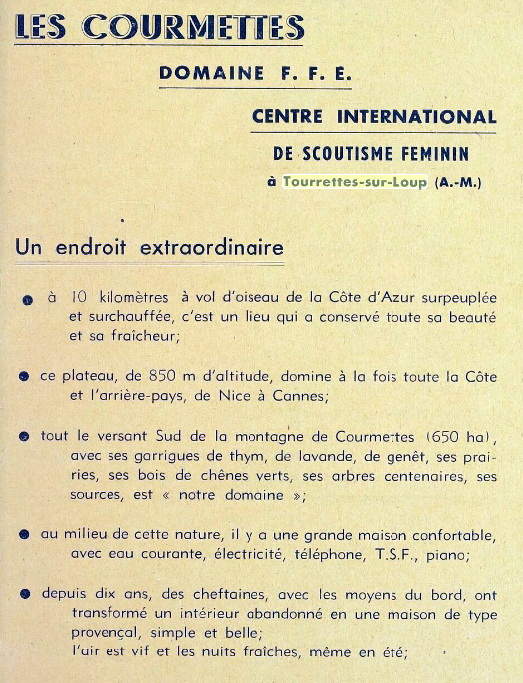 LES COURMETTES
DOMAINE F. F. E.
CENTRE INTERNATIONAL
DE SCOUTISME FEMININ
à Tourrettes-sur-Loup (A.-M.)
Un endroit extraordinaire
● à 10 kilomètres à vol d'oiseau de la Côte d'Azur surpeuplée
et surchauffée, c'est un lieu qui a conservé toute sa beauté
et sa fraîcheur;
● ce plateau, de 850 m d'altitude, domine à la fois toute la Côte
et l'arrière-pays, de Nice à Cannes;
● tout le versant Sud de la montagne de Courmettes (650 ha),
avec ses garrigues de thym, de lavande, de genêt, ses prai-
ries, ses bois de chênes verts, ses arbres centenaires, ses
sources, est « notre domaine »;
● au milieu de cette nature, il y a une grande maison confortable,
avec eau courante, électricité, téléphone, T.S.F., piano;
● depuis dix ans, des cheftaines, avec les moyens du bord, ont
transformé un intérieur abandonné en une maison de type
provençal, simple et belle;
l'air est vif et les nuits fraîches, même en été;